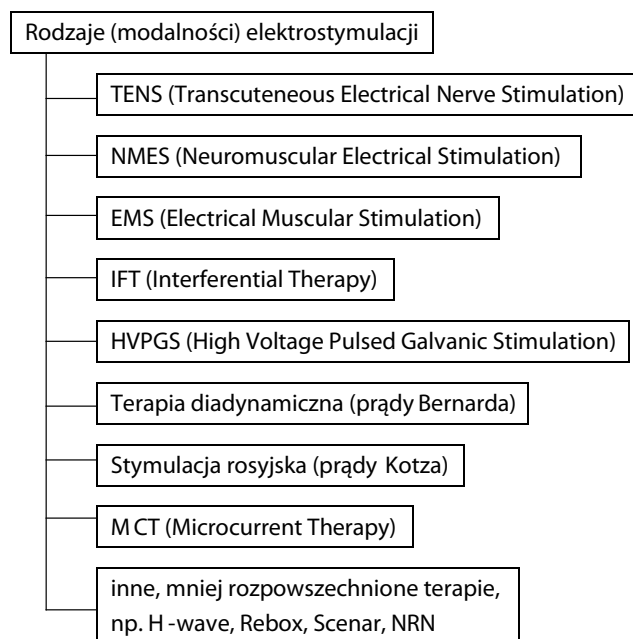 Rodzaje (modalności) elektrostymulacji
TENS (Transcuteneous Electrical Nerve Stimulation)
NMES (Neuromuscular Electrical Stimulation)
EMS (Electrical Muscular Stimulation)
IFT (Interferential Therapy)
HVPGS (High Voltage Pulsed Galvanic Stimulation)
Terapia diadynamiczna (prądy Bernarda)
Stymulacja rosyjska (prądy Kotza)
MCT (Microcurrent Therapy)
inne, mniej rozpowszechnione terapie,
np. H-wave, Rebox, Scenar, NRN